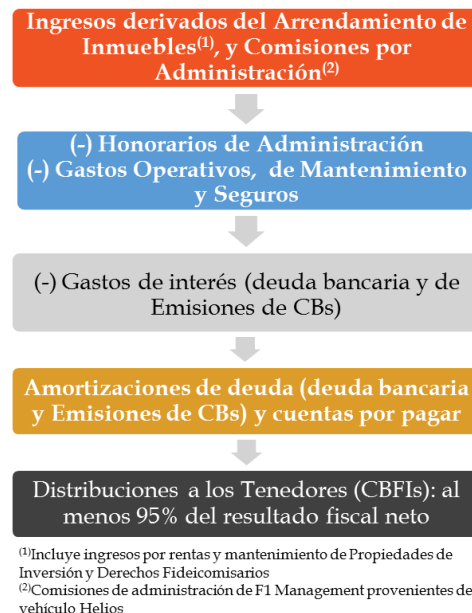 Ingresos derivados del Arrendamiento de
Inmuebles(1), y Comisiones por
Administración(2)
(-) Honorarios de Administración
(-) Gastos Operativos, de Mantenimiento
y Seguros
(-) Gastos de interés (deuda bancaria y de
Emisiones de CBs)
Amortizaciones de deuda (deuda bancaria
y Emisiones de CBs) y cuentas por pagar
Distribuciones a los Tenedores (CBFIs): al
menos 95% del resultado fiscal neto
(1)Incluye ingresos por rentas y mantenimiento de Propiedades de
Inversión y Derechos Fideicomisarios
(2)Comisiones de administración de F1 Management provenientes de
vehículo Helios